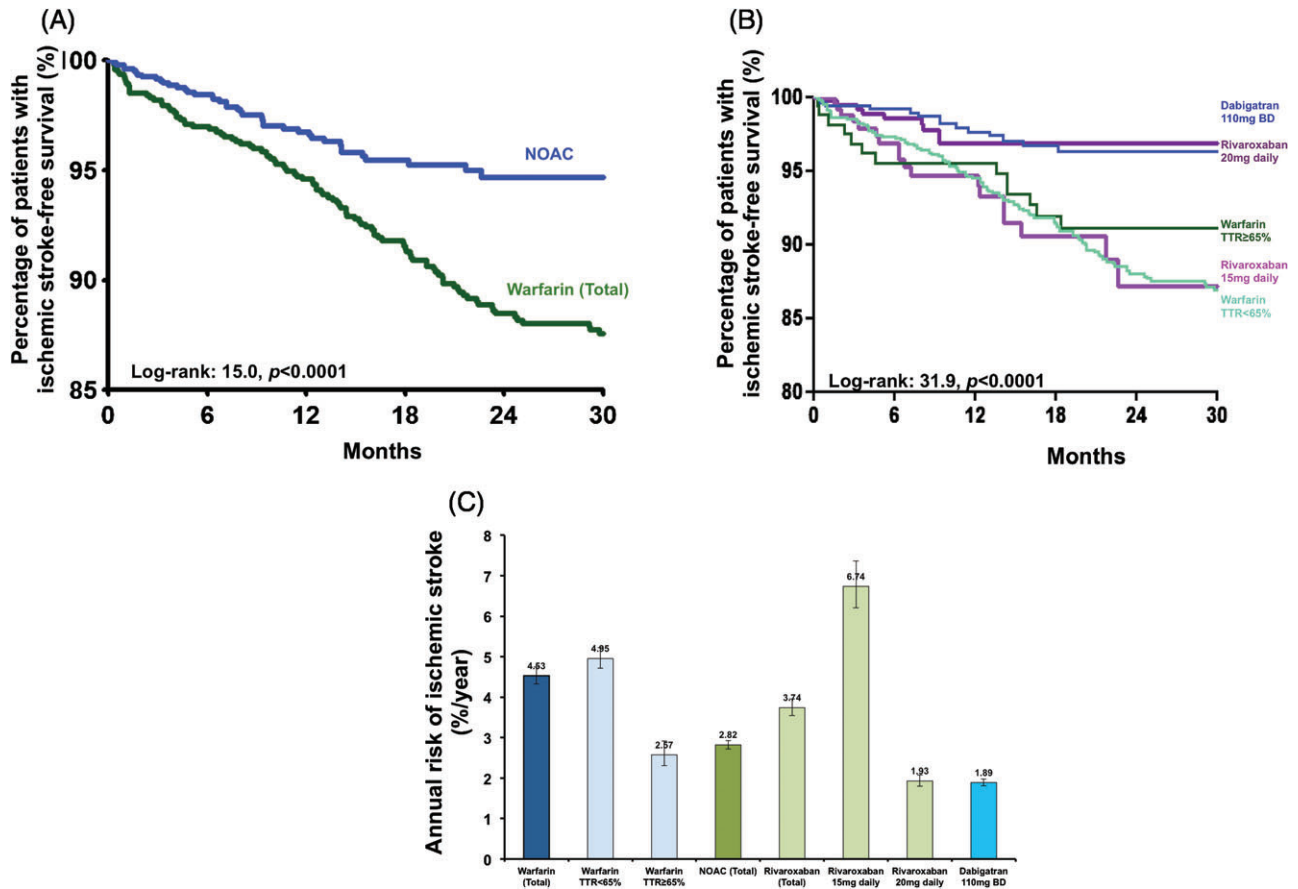 (A)
Percentage of patients with
ischemic stroke-free survival (%)
100
95
90
85
NOAC
Warfarin (Total)
Log-rank: 15.0, p<0.0001
0 6 12 18 24 30
Months
(B)
Percentage of patients with
ischemic stroke-free survival (%)
100
95
90
85
80
Dabigatran
110mg BD
Rivaroxaban
20mg daily
Warfarin
TTR≥65%
Rivaroxaban
15mg daily
Warfarin
TTR<65%
Log-rank: 31.9, p<0.0001
0 6 12 18 24 30
Months
(C)
Annual risk of ischemic stroke
(%/year)
8
7
6
5
4
3
2
1
0
4.53
4.95
2.57
2.82
3.74
6.74
1.93
1.89
Warfarin
(Total)
Warfarin
TTR<65%
Warfarin
TTR≥65%
NOAC (Total)
Rivaroxaban
(Total)
Rivaroxaban
15mg daily
Rivaroxaban
20mg daily
Dabigatran
110mg BD